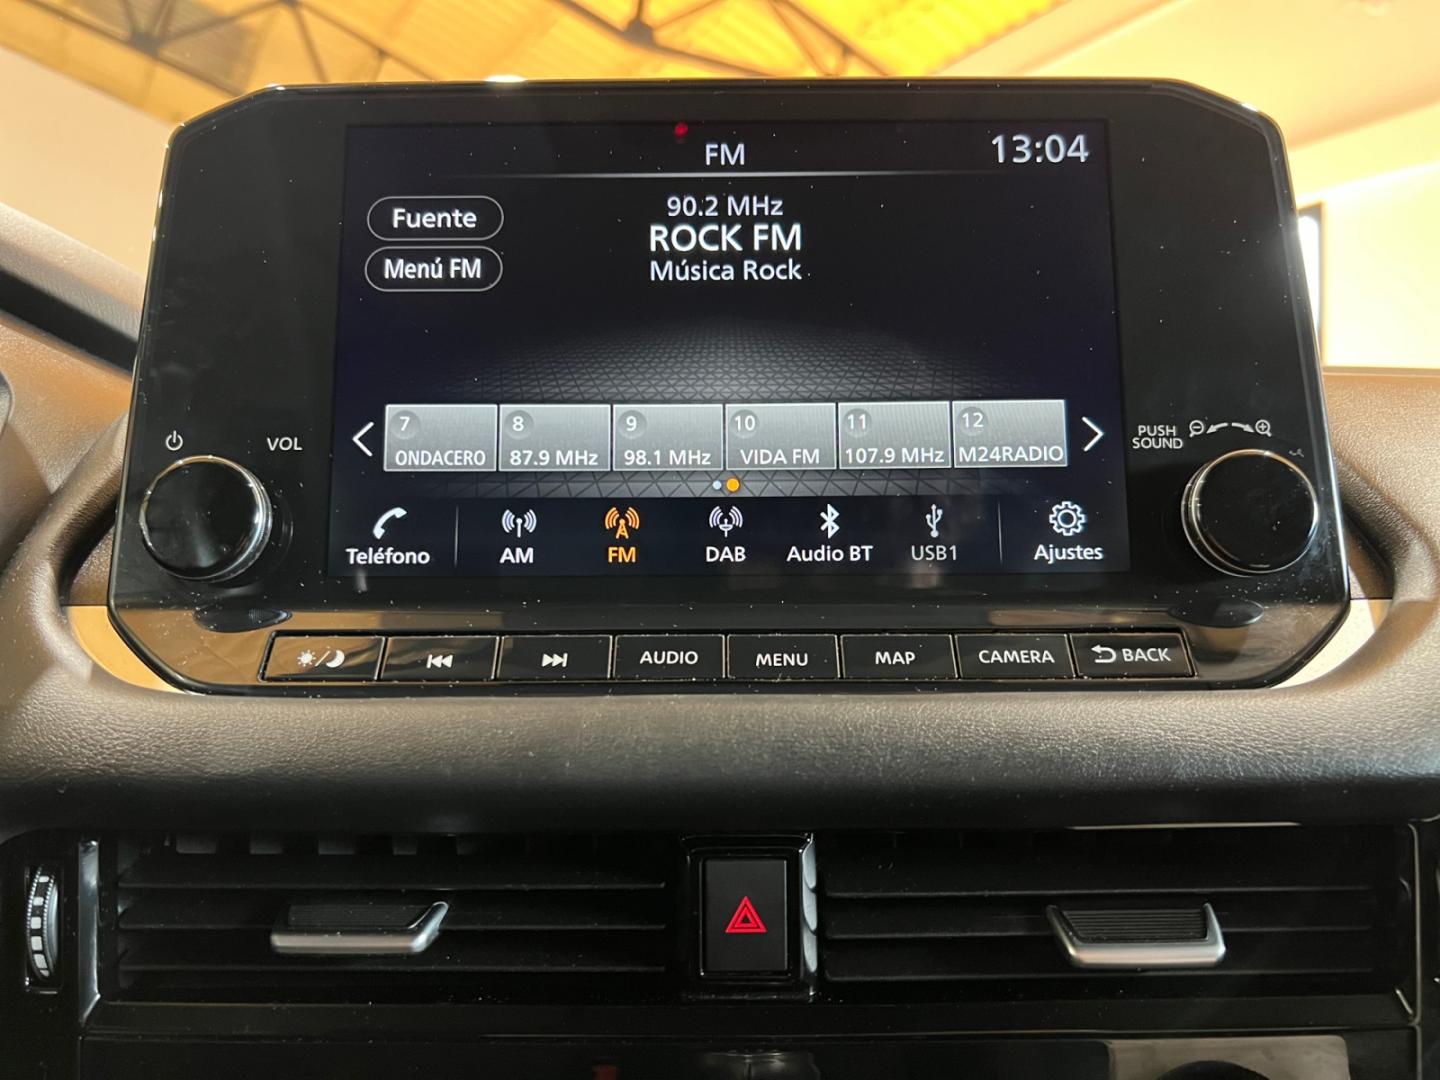 FM
13:04
Fuente
Menú FM
90.2 MHz
ROCK FM
Música Rock
7
ONDACERO
8
87.9 MHz
9
98.1 MHz
10
VIDA FM
11
107.9 MHz
12
M24RADIO
VOL
PUSH
SOUND
Teléfono
AM
FM
DAB
Audio BT
USB1
Ajustes
AUDIO
MENU
MAP
CAMERA
BACK